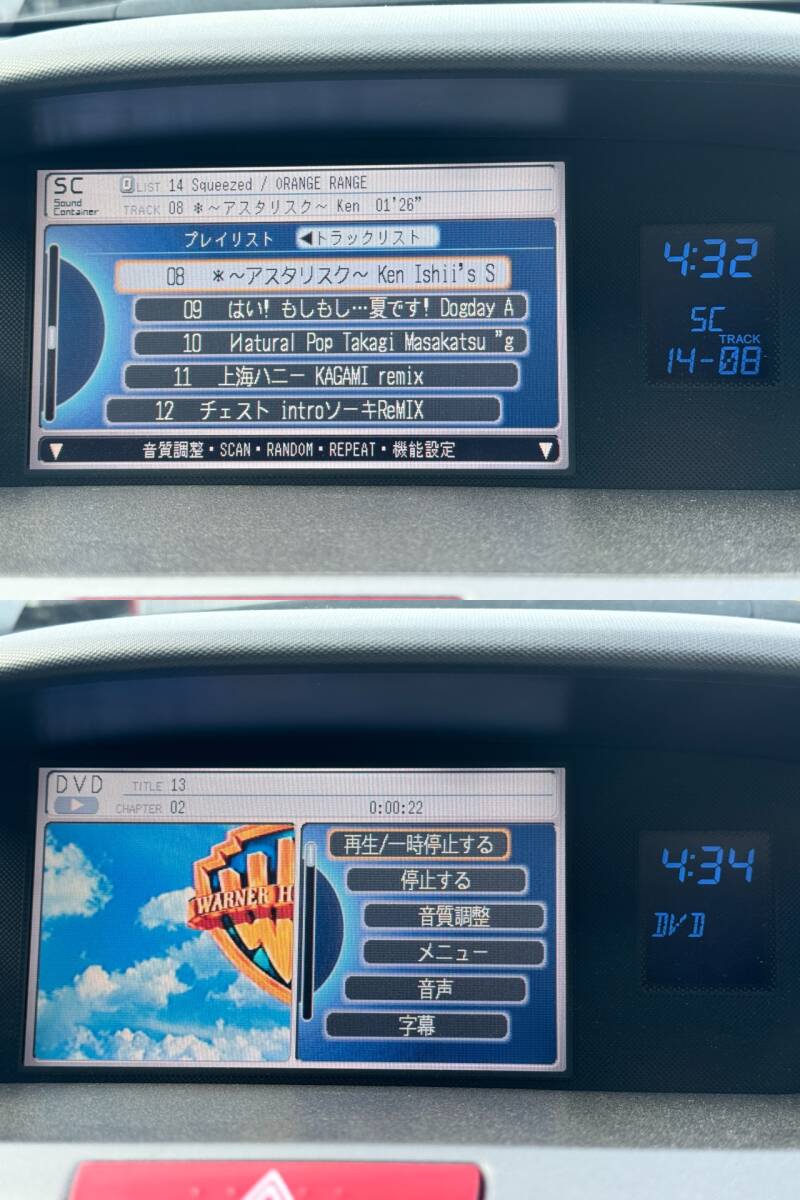 SC
Sound
Container
LIST 14 Squeezed / ORANGE RANGE
TRACK 08 ＊～アスタリスク～ Ken 01'26"
プレイリスト ◀トラックリスト
08 ＊～アスタリスク～ Ken Ishii's S
09 はい! もしもし…夏です! Dogday A
10 Иatural Pop Takagi Masakatsu "g
11 上海ハニー KAGAMI remix
12 チェスト introソーキReMIX
▼ 音質調整・SCAN・RANDOM・REPEAT・機能設定 ▼
4:32
SC
TRACK
14-08
DVD TITLE 13
CHAPTER 02 0:00:22
WARNER H
再生/一時停止する
停止する
音質調整
メニュー
音声
字幕
4:34
DVD